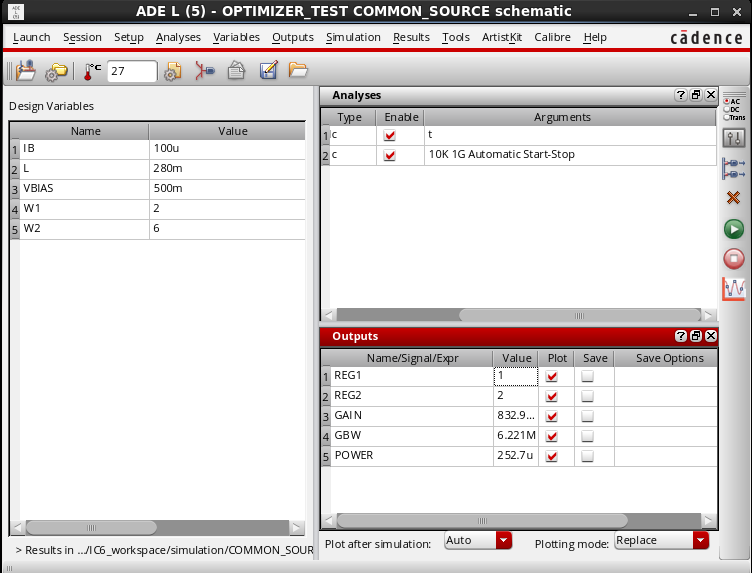 ADE L (5) - OPTIMIZER_TEST COMMON_SOURCE schematic
Launch Session Setup Analyses Variables Outputs Simulation Results Tools ArtistKit Calibre Help
cādence
°C 27
Design Variables
Name Value
1 IB 100u
2 L 280m
3 VBIAS 500m
4 W1 2
5 W2 6
> Results in .../IC6_workspace/simulation/COMMON_SOUR
Analyses
Type Enable Arguments
1 c t
2 c 10K 1G Automatic Start-Stop
Outputs
Name/Signal/Expr Value Plot Save Save Options
1 REG1 1
2 REG2 2
3 GAIN 832.9...
4 GBW 6.221M
5 POWER 252.7u
Plot after simulation: Auto Plotting mode: Replace
AC
DC
Trans